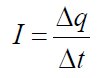 I = Δq / Δt